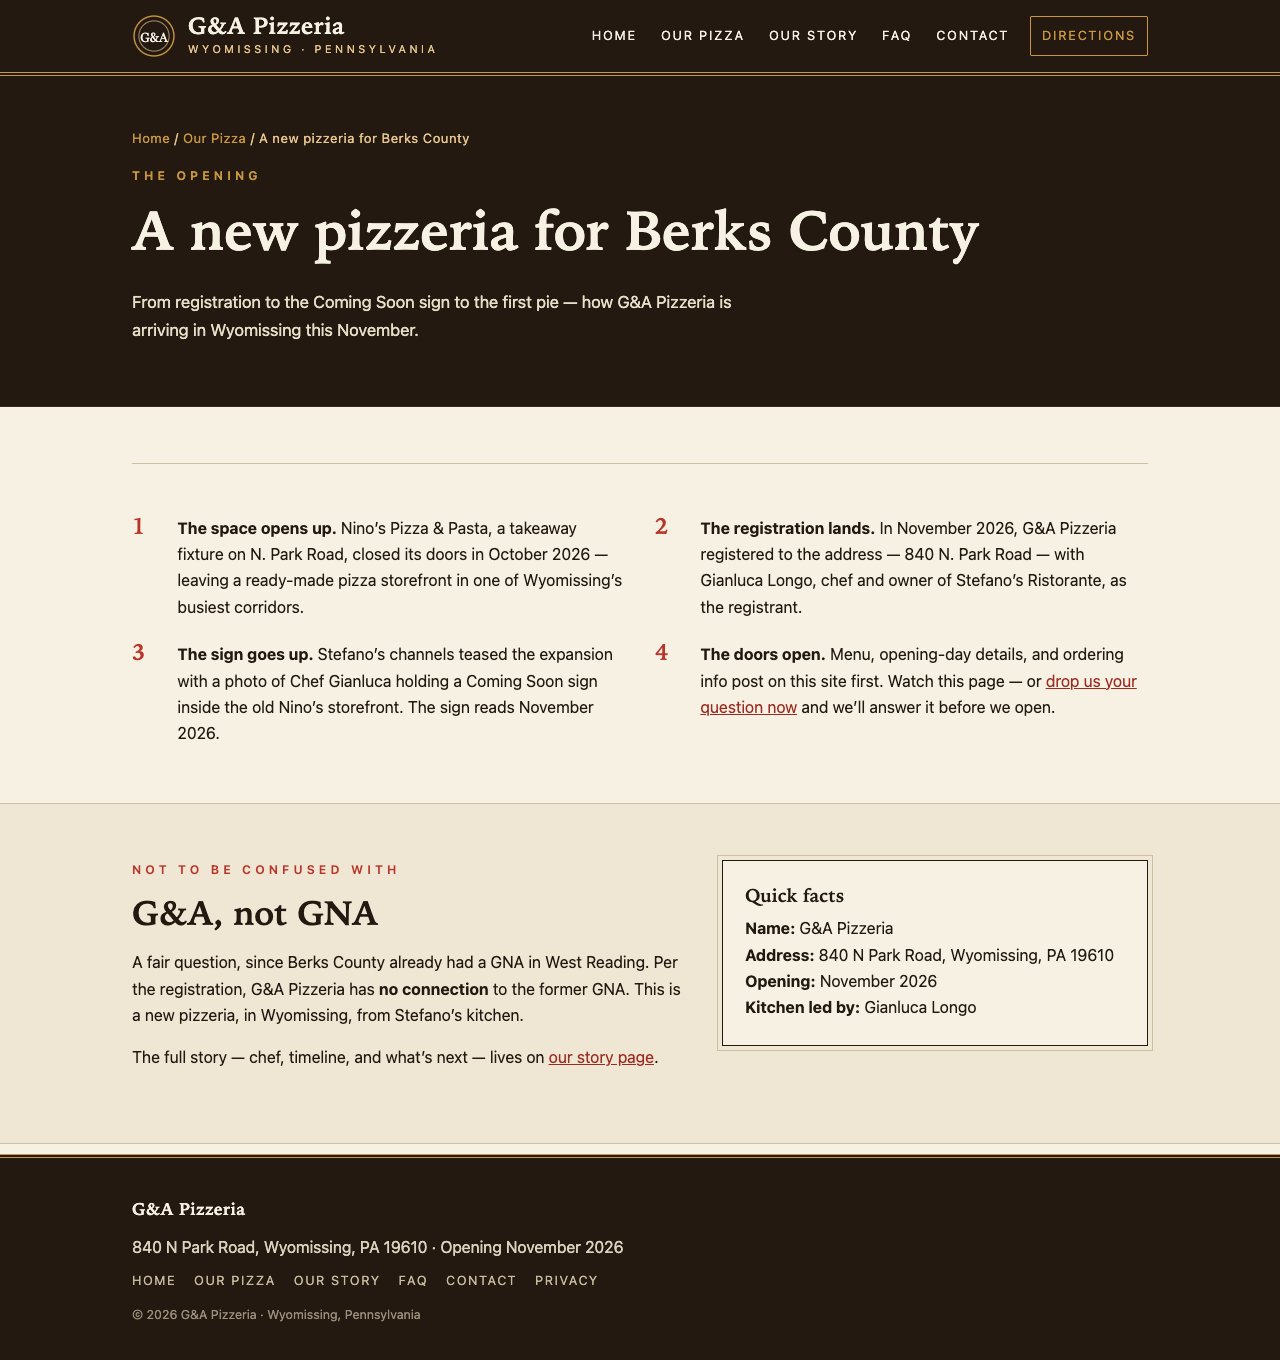 G&A
G&A Pizzeria
WYOMISSING · PENNSYLVANIA
HOME OUR PIZZA OUR STORY FAQ CONTACT DIRECTIONS
Home / Our Pizza / A new pizzeria for Berks County
THE OPENING
A new pizzeria for Berks County
From registration to the Coming Soon sign to the first pie — how G&A Pizzeria is
arriving in Wyomissing this November.
1
The space opens up. Nino’s Pizza & Pasta, a takeaway
fixture on N. Park Road, closed its doors in October 2026 —
leaving a ready-made pizza storefront in one of Wyomissing’s
busiest corridors.
2
The registration lands. In November 2026, G&A Pizzeria
registered to the address — 840 N. Park Road — with
Gianluca Longo, chef and owner of Stefano’s Ristorante, as
the registrant.
3
The sign goes up. Stefano’s channels teased the expansion
with a photo of Chef Gianluca holding a Coming Soon sign
inside the old Nino’s storefront. The sign reads November
2026.
4
The doors open. Menu, opening-day details, and ordering
info post on this site first. Watch this page — or drop us your
question now and we’ll answer it before we open.
NOT TO BE CONFUSED WITH
G&A, not GNA
A fair question, since Berks County already had a GNA in West Reading. Per
the registration, G&A Pizzeria has no connection to the former GNA. This is
a new pizzeria, in Wyomissing, from Stefano’s kitchen.
The full story — chef, timeline, and what’s next — lives on our story page.
Quick facts
Name: G&A Pizzeria
Address: 840 N Park Road, Wyomissing, PA 19610
Opening: November 2026
Kitchen led by: Gianluca Longo
G&A Pizzeria
840 N Park Road, Wyomissing, PA 19610 · Opening November 2026
HOME OUR PIZZA OUR STORY FAQ CONTACT PRIVACY
© 2026 G&A Pizzeria · Wyomissing, Pennsylvania